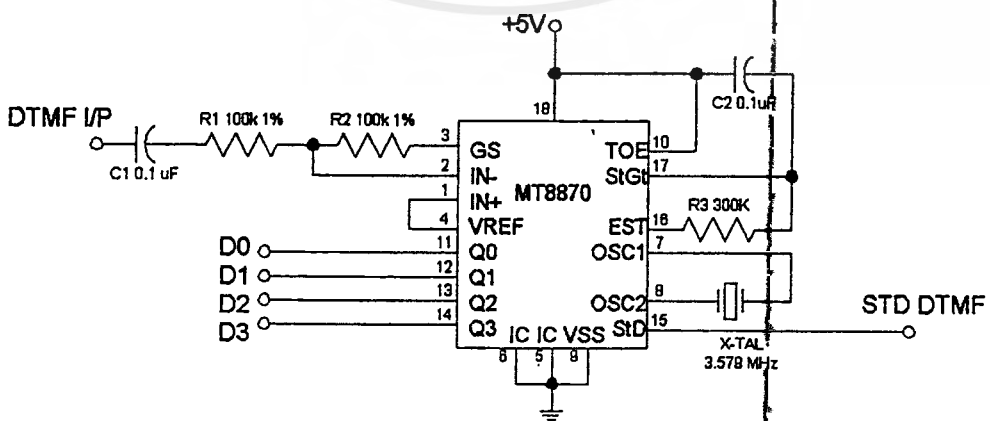 +5V
C2 0.1uF
DTMF I/P
C1 0.1 uF
R1 100k 1%
R2 100k 1%
18
3 GS
2 IN-
1 IN+
4 VREF
11 Q0
12 Q1
13 Q2
14 Q3
MT8870
TOE 10
StGt 17
EST 16
OSC1 7
OSC2 8
StD 15
R3 300K
D0
D1
D2
D3
IC IC VSS
6 5 9
X-TAL
3.579 MHz
STD DTMF